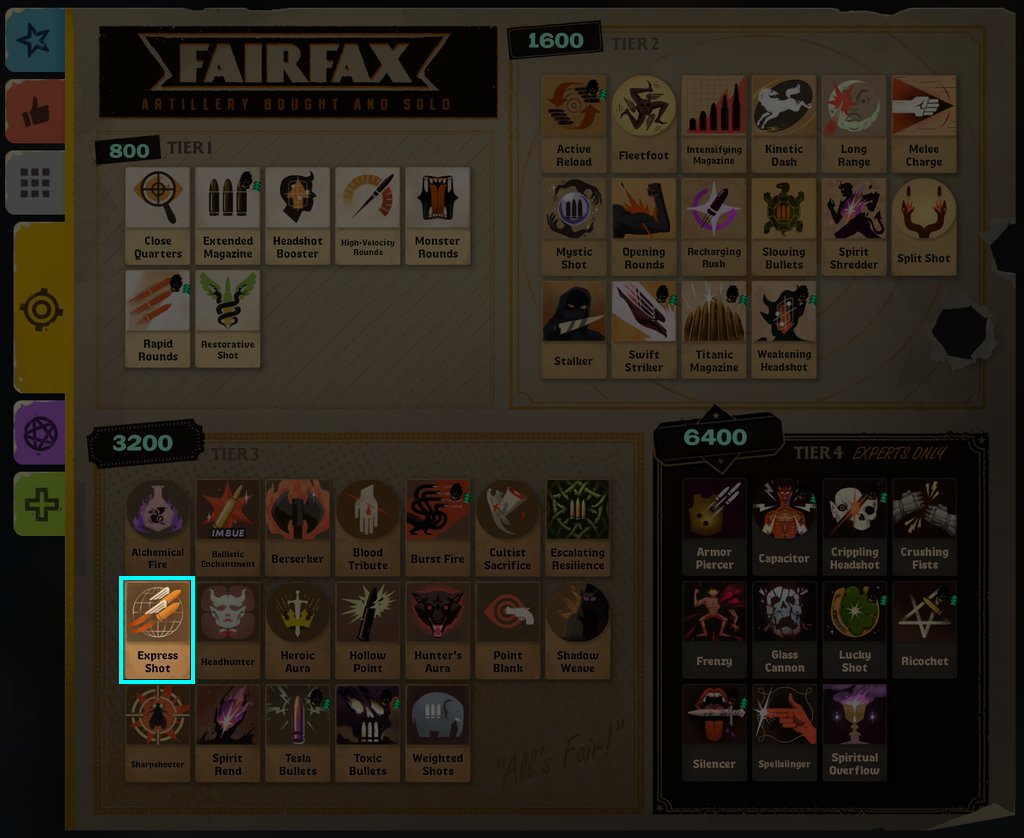 FAIRFAX
ARTILLERY BOUGHT AND SOLD
800 TIER 1
Close Quarters
Extended Magazine
Headshot Booster
High-Velocity Rounds
Monster Rounds
Rapid Rounds
Restorative Shot
1600 TIER 2
Active Reload
Fleetfoot
Intensifying Magazine
Kinetic Dash
Long Range
Melee Charge
Mystic Shot
Opening Rounds
Recharging Rush
Slowing Bullets
Spirit Shredder
Split Shot
Stalker
Swift Striker
Titanic Magazine
Weakening Headshot
3200 TIER 3
Alchemical Fire
IMBUE
Ballistic Enchantment
Berserker
Blood Tribute
Burst Fire
Cultist Sacrifice
Escalating Resilience
Express Shot
Headhunter
Heroic Aura
Hollow Point
Hunter's Aura
Point Blank
Shadow Weave
Sharpshooter
Spirit Rend
Tesla Bullets
Toxic Bullets
Weighted Shots
"All's Fair!"
6400 TIER 4 EXPERTS ONLY
Armor Piercer
Capacitor
Crippling Headshot
Crushing Fists
Frenzy
Glass Cannon
Lucky Shot
Ricochet
Silencer
Spellslinger
Spiritual Overflow